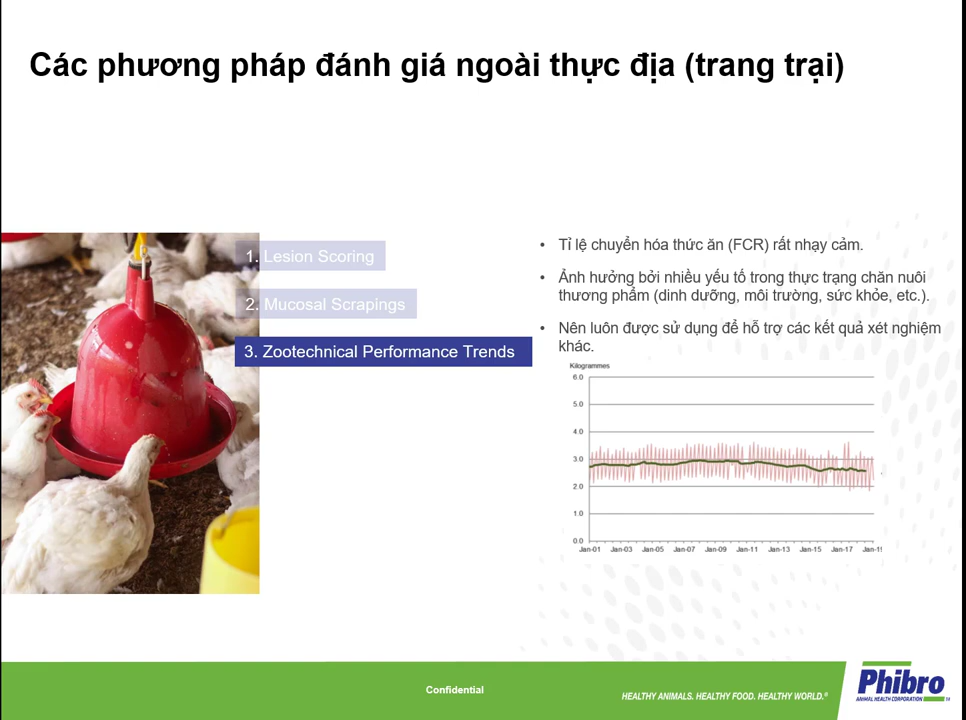 Các phương pháp đánh giá ngoài thực địa (trang trại)
1. Lesion Scoring
2. Mucosal Scrapings
3. Zootechnical Performance Trends
• Tỉ lệ chuyển hóa thức ăn (FCR) rất nhạy cảm.
• Ảnh hưởng bởi nhiều yếu tố trong thực trạng chăn nuôi
thương phẩm (dinh dưỡng, môi trường, sức khỏe, etc.).
• Nên luôn được sử dụng để hỗ trợ các kết quả xét nghiệm
khác.
Kilogrammes
6.0
5.0
4.0
3.0
2.0
1.0
0.0
Jan-01 Jan-03 Jan-05 Jan-07 Jan-09 Jan-11 Jan-13 Jan-15 Jan-17 Jan-1
Confidential
HEALTHY ANIMALS. HEALTHY FOOD. HEALTHY WORLD.®
Phibro
ANIMAL HEALTH CORPORATION